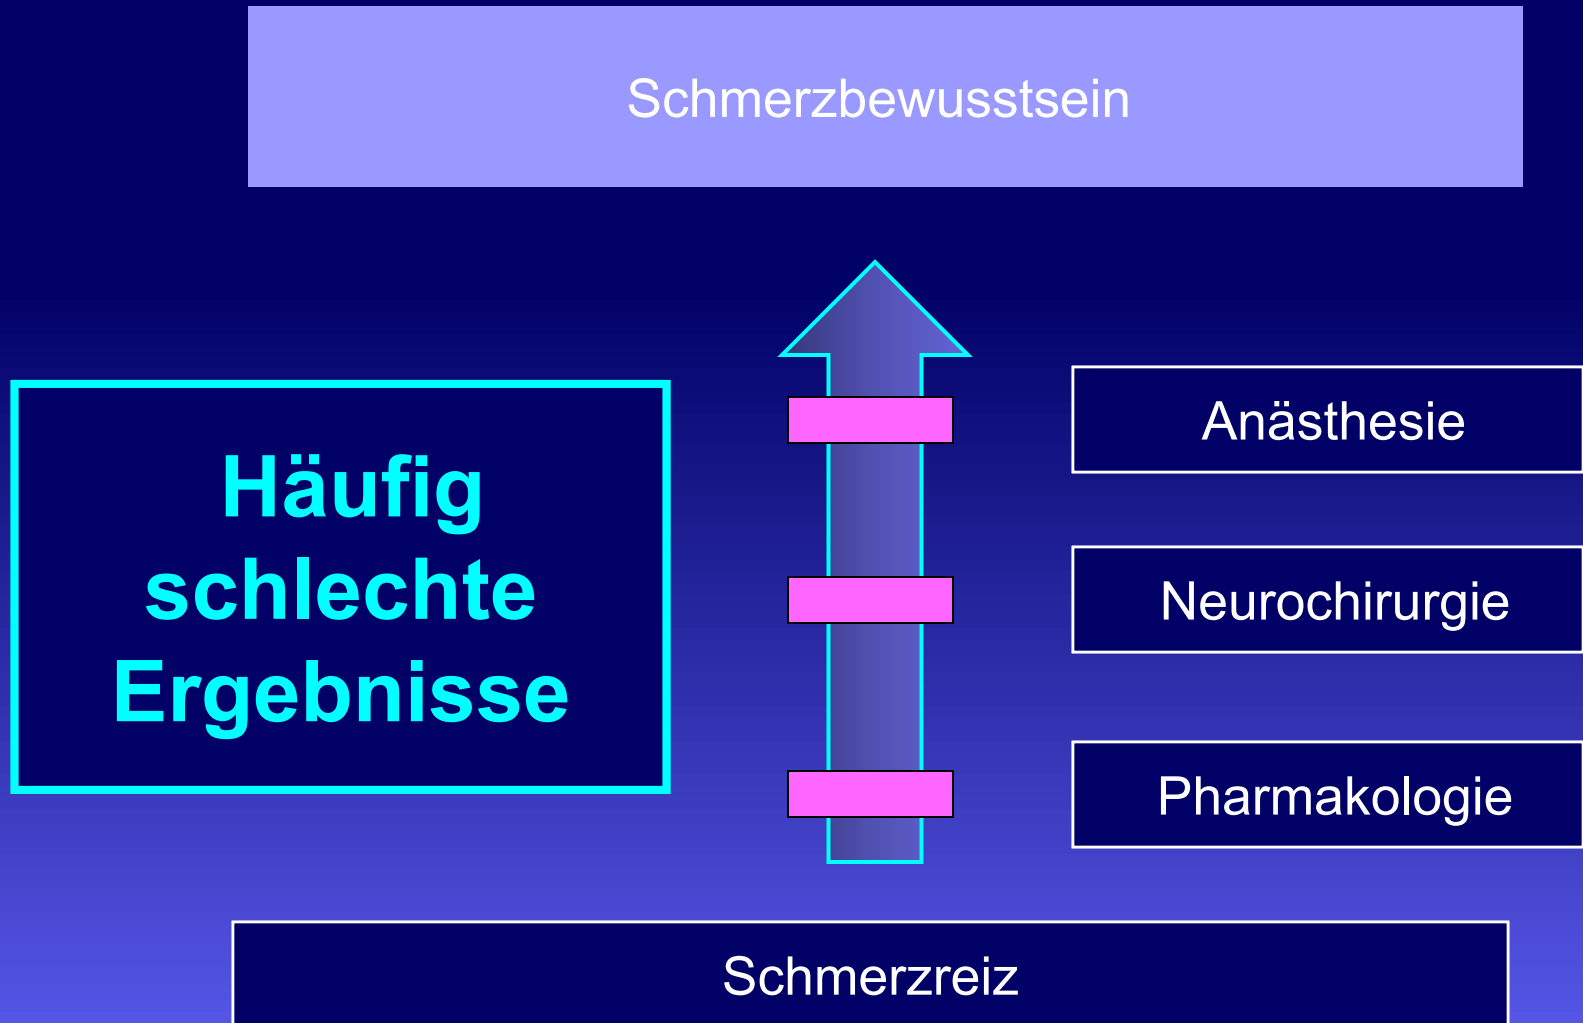 Schmerzbewusstsein
Häufig
schlechte
Ergebnisse
Anästhesie
Neurochirurgie
Pharmakologie
Schmerzreiz